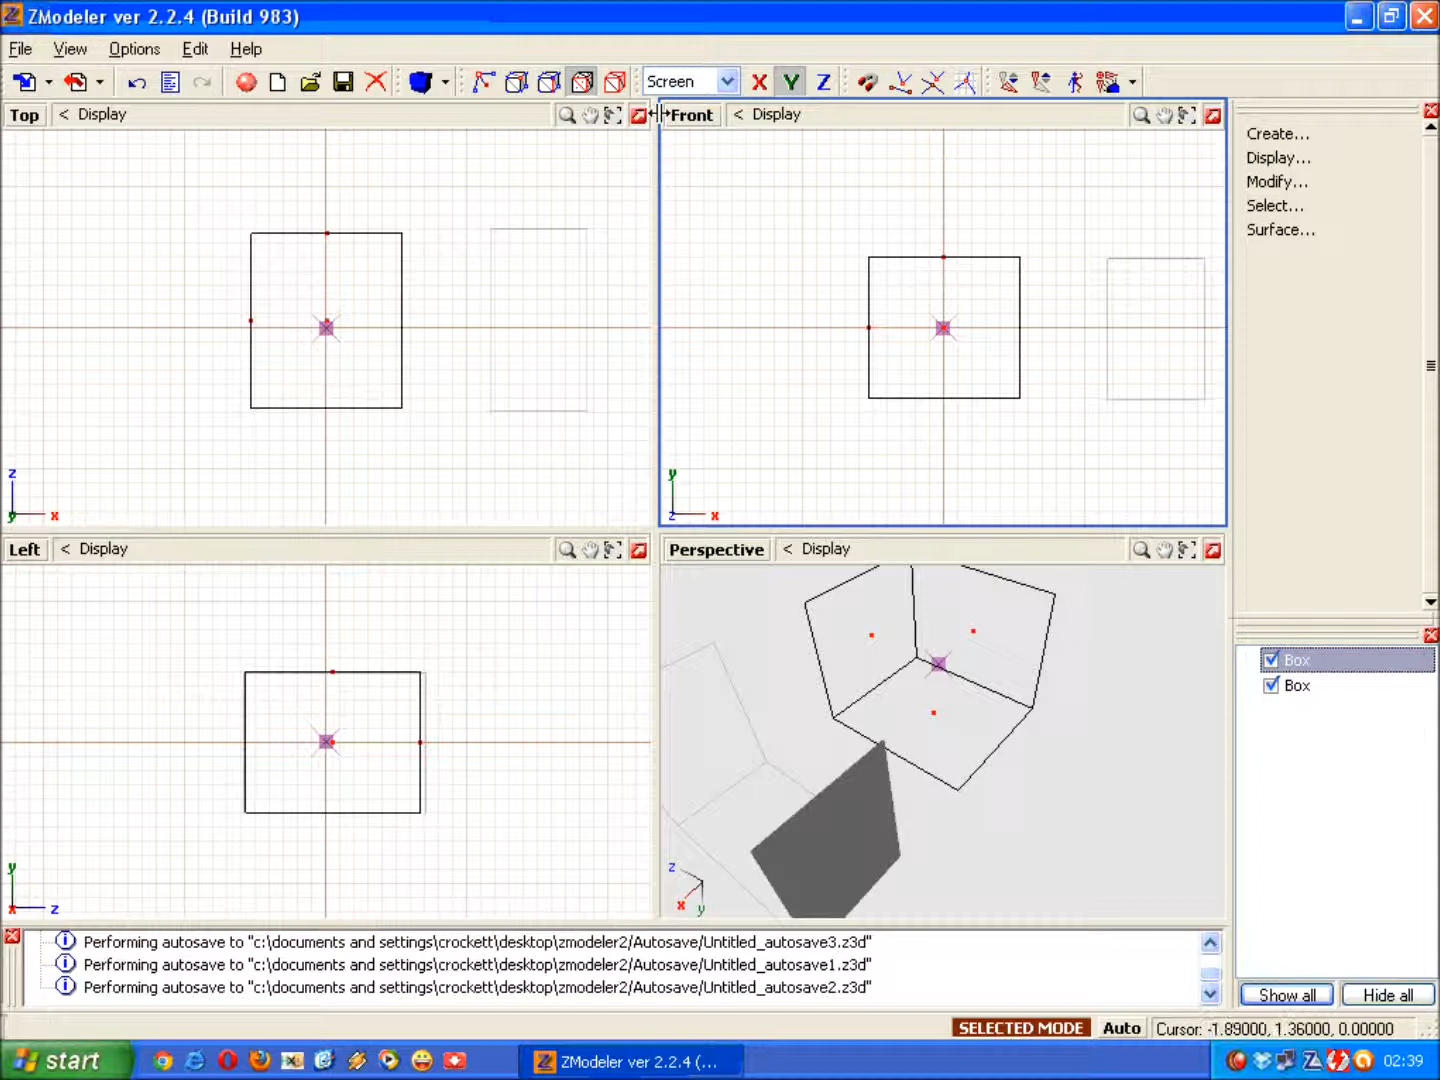 ZModeler ver 2.2.4 (Build 983)
File View Options Edit Help
Screen X Y Z
Top < Display
Front < Display
Create...
Display...
Modify...
Select...
Surface...
z
y x
y
z x
Left < Display
Perspective < Display
Box
Box
y
x z
z
x y
Performing autosave to "c:\documents and settings\crockett\desktop\zmodeler2/Autosave/Untitled_autosave3.z3d"
Performing autosave to "c:\documents and settings\crockett\desktop\zmodeler2/Autosave/Untitled_autosave1.z3d"
Performing autosave to "c:\documents and settings\crockett\desktop\zmodeler2/Autosave/Untitled_autosave2.z3d"
Show all Hide all
SELECTED MODE Auto Cursor: -1.89000, 1.36000, 0.00000
start ZModeler ver 2.2.4 (... 02:39